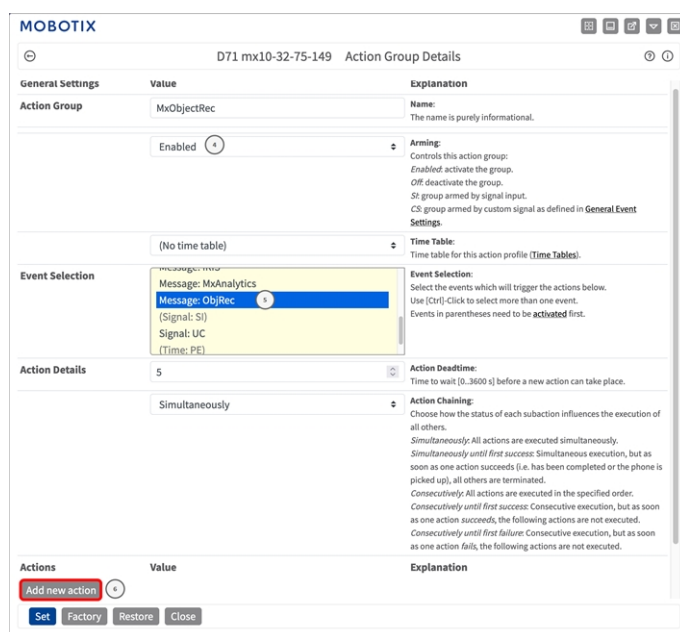 MOBOTIX
D71 mx10-32-75-149 Action Group Details
General Settings Value Explanation
Action Group MxObjectRec Name:
The name is purely informational.
Enabled 4 Arming:
Controls this action group:
Enabled: activate the group.
Off: deactivate the group.
SI: group armed by signal input.
CS: group armed by custom signal as defined in General Event
Settings.
(No time table) Time Table:
Time table for this action profile (Time Tables).
Event Selection Message: IRIS Event Selection:
Message: MxAnalytics Select the events which will trigger the actions below.
Message: ObjRec 5 Use [Ctrl]-Click to select more than one event.
(Signal: SI) Events in parentheses need to be activated first.
Signal: UC
(Time: PE)
Action Details 5 Action Deadtime:
Time to wait [0..3600 s] before a new action can take place.
Simultaneously Action Chaining:
Choose how the status of each subaction influences the execution of
all others.
Simultaneously: All actions are executed simultaneously.
Simultaneously until first success: Simultaneous execution, but as
soon as one action succeeds (i.e. has been completed or the phone is
picked up), all others are terminated.
Consecutively: All actions are executed in the specified order.
Consecutively until first success: Consecutive execution, but as soon
as one action succeeds, the following actions are not executed.
Consecutively until first failure: Consecutive execution, but as soon
as one action fails, the following actions are not executed.
Actions Value Explanation
Add new action 6
Set Factory Restore Close